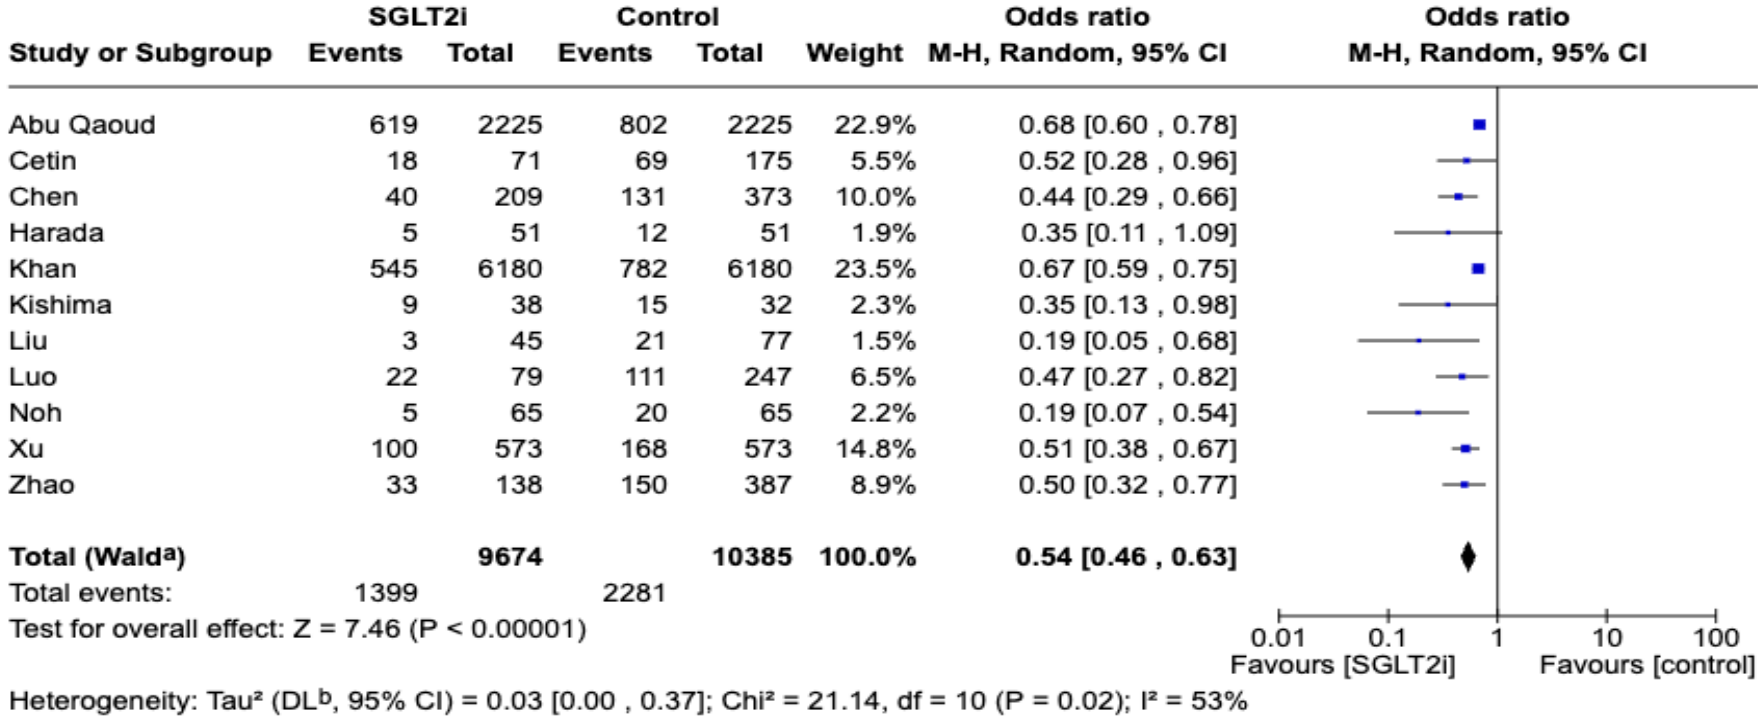 SGLT2i Control Odds ratio Odds ratio
Study or Subgroup Events Total Events Total Weight M-H, Random, 95% CI M-H, Random, 95% CI
Abu Qaoud 619 2225 802 2225 22.9% 0.68 [0.60 , 0.78]
Cetin 18 71 69 175 5.5% 0.52 [0.28 , 0.96]
Chen 40 209 131 373 10.0% 0.44 [0.29 , 0.66]
Harada 5 51 12 51 1.9% 0.35 [0.11 , 1.09]
Khan 545 6180 782 6180 23.5% 0.67 [0.59 , 0.75]
Kishima 9 38 15 32 2.3% 0.35 [0.13 , 0.98]
Liu 3 45 21 77 1.5% 0.19 [0.05 , 0.68]
Luo 22 79 111 247 6.5% 0.47 [0.27 , 0.82]
Noh 5 65 20 65 2.2% 0.19 [0.07 , 0.54]
Xu 100 573 168 573 14.8% 0.51 [0.38 , 0.67]
Zhao 33 138 150 387 8.9% 0.50 [0.32 , 0.77]
Total (Waldᵃ) 9674 10385 100.0% 0.54 [0.46 , 0.63]
Total events: 1399 2281
Test for overall effect: Z = 7.46 (P < 0.00001)
0.01 0.1 1 10 100
Favours [SGLT2i] Favours [control]
Heterogeneity: Tau² (DLᵇ, 95% CI) = 0.03 [0.00 , 0.37]; Chi² = 21.14, df = 10 (P = 0.02); I² = 53%